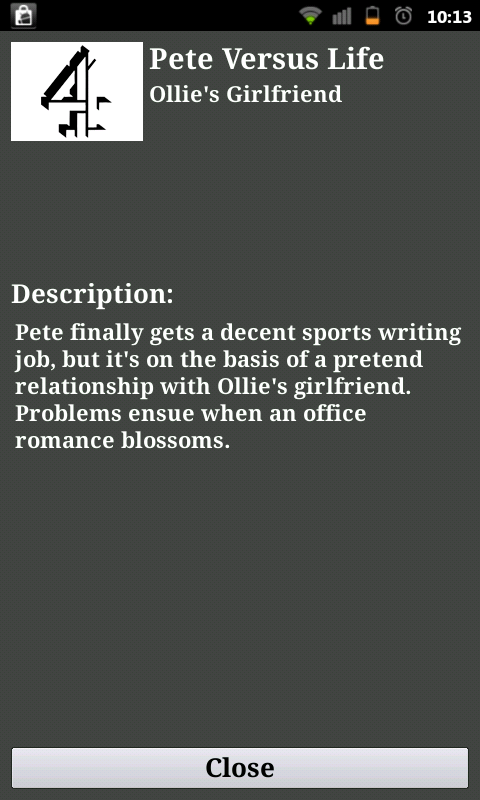 10:13
Pete Versus Life
Ollie's Girlfriend
Description:
Pete finally gets a decent sports writing
job, but it's on the basis of a pretend
relationship with Ollie's girlfriend.
Problems ensue when an office
romance blossoms.
Close